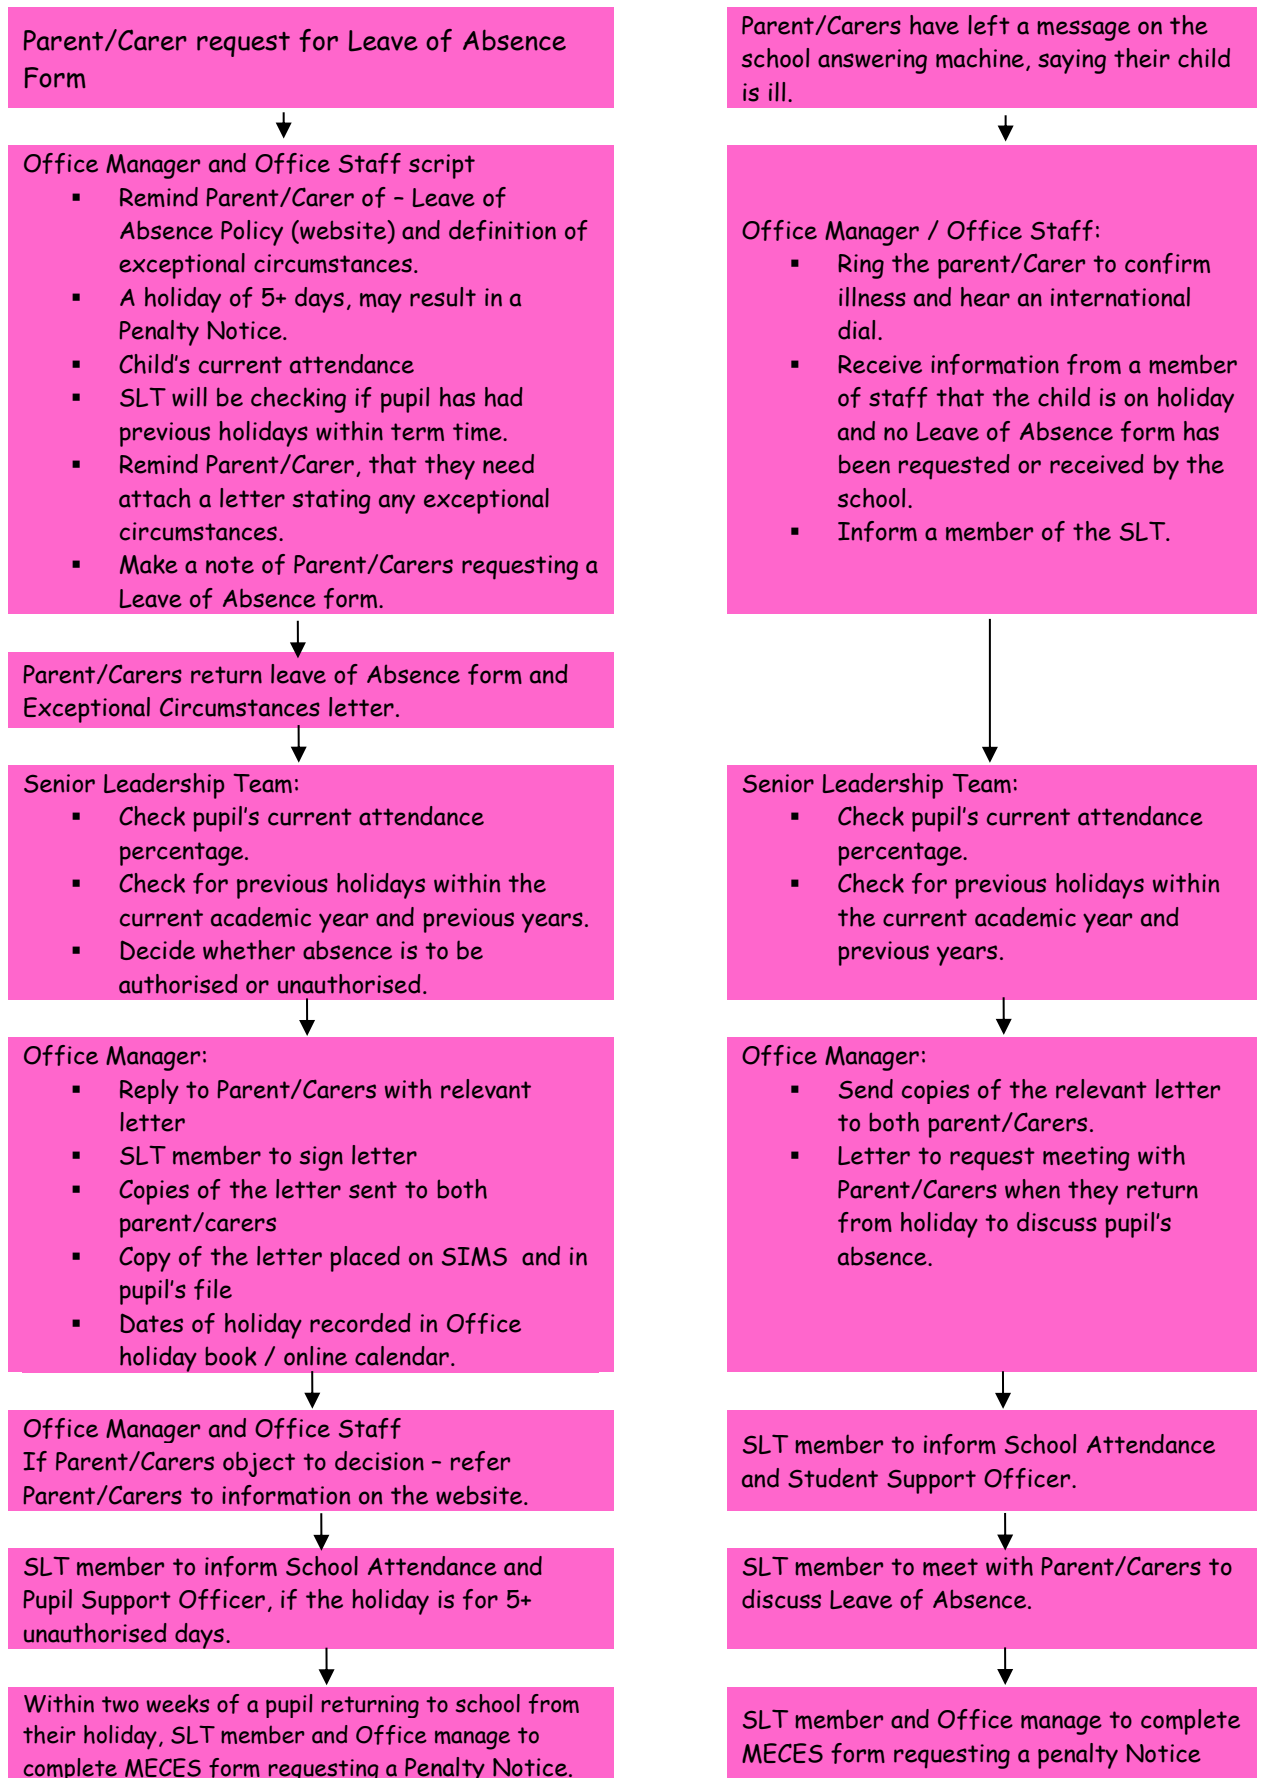 Parent/Carer request for Leave of Absence
Form
Office Manager and Office Staff script
▪ Remind Parent/Carer of – Leave of
Absence Policy (website) and definition of
exceptional circumstances.
▪ A holiday of 5+ days, may result in a
Penalty Notice.
▪ Child's current attendance
▪ SLT will be checking if pupil has had
previous holidays within term time.
▪ Remind Parent/Carer, that they need
attach a letter stating any exceptional
circumstances.
▪ Make a note of Parent/Carers requesting a
Leave of Absence form.
Parent/Carers return leave of Absence form and
Exceptional Circumstances letter.
Senior Leadership Team:
▪ Check pupil's current attendance
percentage.
▪ Check for previous holidays within the
current academic year and previous years.
▪ Decide whether absence is to be
authorised or unauthorised.
Office Manager:
▪ Reply to Parent/Carers with relevant
letter
▪ SLT member to sign letter
▪ Copies of the letter sent to both
parent/carers
▪ Copy of the letter placed on SIMS and in
pupil's file
▪ Dates of holiday recorded in Office
holiday book / online calendar.
Office Manager and Office Staff
If Parent/Carers object to decision – refer
Parent/Carers to information on the website.
SLT member to inform School Attendance and
Pupil Support Officer, if the holiday is for 5+
unauthorised days.
Within two weeks of a pupil returning to school from
their holiday, SLT member and Office manage to
complete MECES form requesting a Penalty Notice.
Parent/Carers have left a message on the
school answering machine, saying their child
is ill.
Office Manager / Office Staff:
▪ Ring the parent/Carer to confirm
illness and hear an international
dial.
▪ Receive information from a member
of staff that the child is on holiday
and no Leave of Absence form has
been requested or received by the
school.
▪ Inform a member of the SLT.
Senior Leadership Team:
▪ Check pupil's current attendance
percentage.
▪ Check for previous holidays within
the current academic year and
previous years.
Office Manager:
▪ Send copies of the relevant letter
to both parent/Carers.
▪ Letter to request meeting with
Parent/Carers when they return
from holiday to discuss pupil's
absence.
SLT member to inform School Attendance
and Student Support Officer.
SLT member to meet with Parent/Carers to
discuss Leave of Absence.
SLT member and Office manage to complete
MECES form requesting a penalty Notice